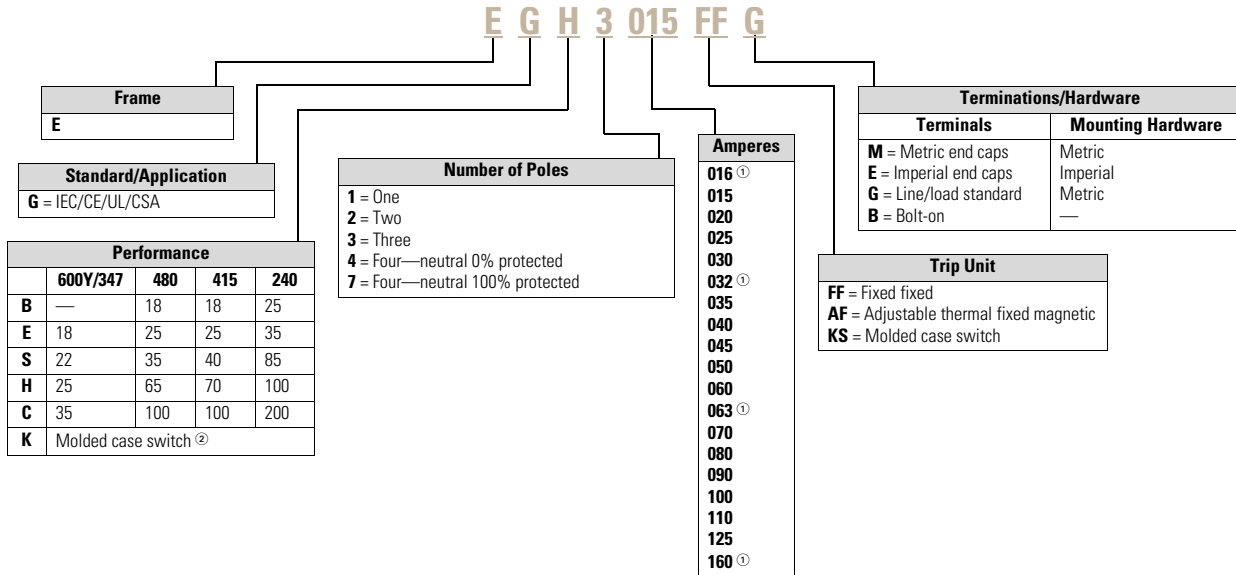 E G H 3 015 FF G
Frame
E
Standard/Application
G = IEC/CE/UL/CSA
Performance
600Y/347 480 415 240
B — 18 18 25
E 18 25 25 35
S 22 35 40 85
H 25 65 70 100
C 35 100 100 200
K Molded case switch ②
Number of Poles
1 = One
2 = Two
3 = Three
4 = Four—neutral 0% protected
7 = Four—neutral 100% protected
Amperes
016 ①
015
020
025
030
032 ①
035
040
045
050
060
063 ①
070
080
090
100
110
125
160 ①
Terminations/Hardware
Terminals Mounting Hardware
M = Metric end caps Metric
E = Imperial end caps Imperial
G = Line/load standard Metric
B = Bolt-on —
Trip Unit
FF = Fixed fixed
AF = Adjustable thermal fixed magnetic
KS = Molded case switch